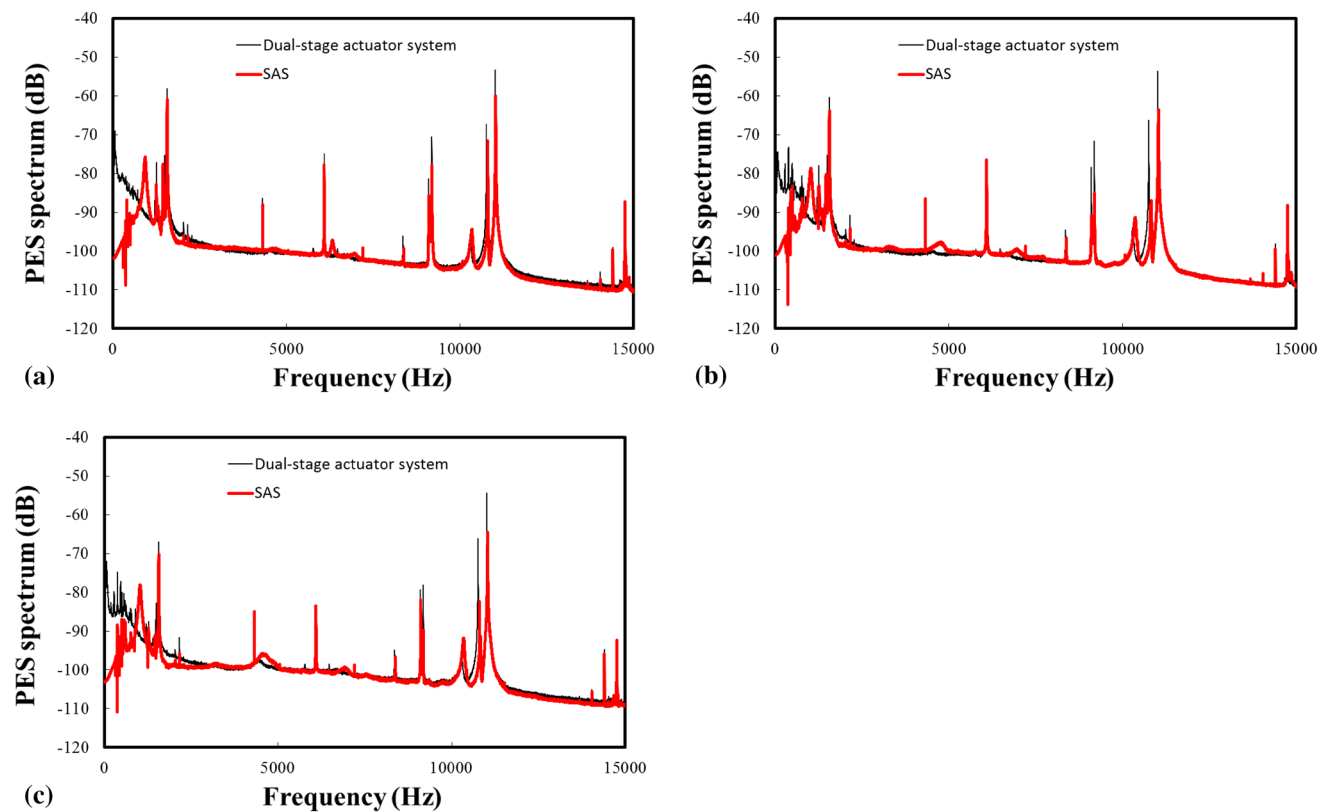 -40
-50
-60
-70
-80
-90
-100
-110
-120
PES spectrum (dB)
Dual-stage actuator system
SAS
0 5000 10000 15000
Frequency (Hz)
(a)
-40
-50
-60
-70
-80
-90
-100
-110
-120
PES spectrum (dB)
Dual-stage actuator system
SAS
0 5000 10000 15000
Frequency (Hz)
(b)
-40
-50
-60
-70
-80
-90
-100
-110
-120
PES spectrum (dB)
Dual-stage actuator system
SAS
0 5000 10000 15000
Frequency (Hz)
(c)